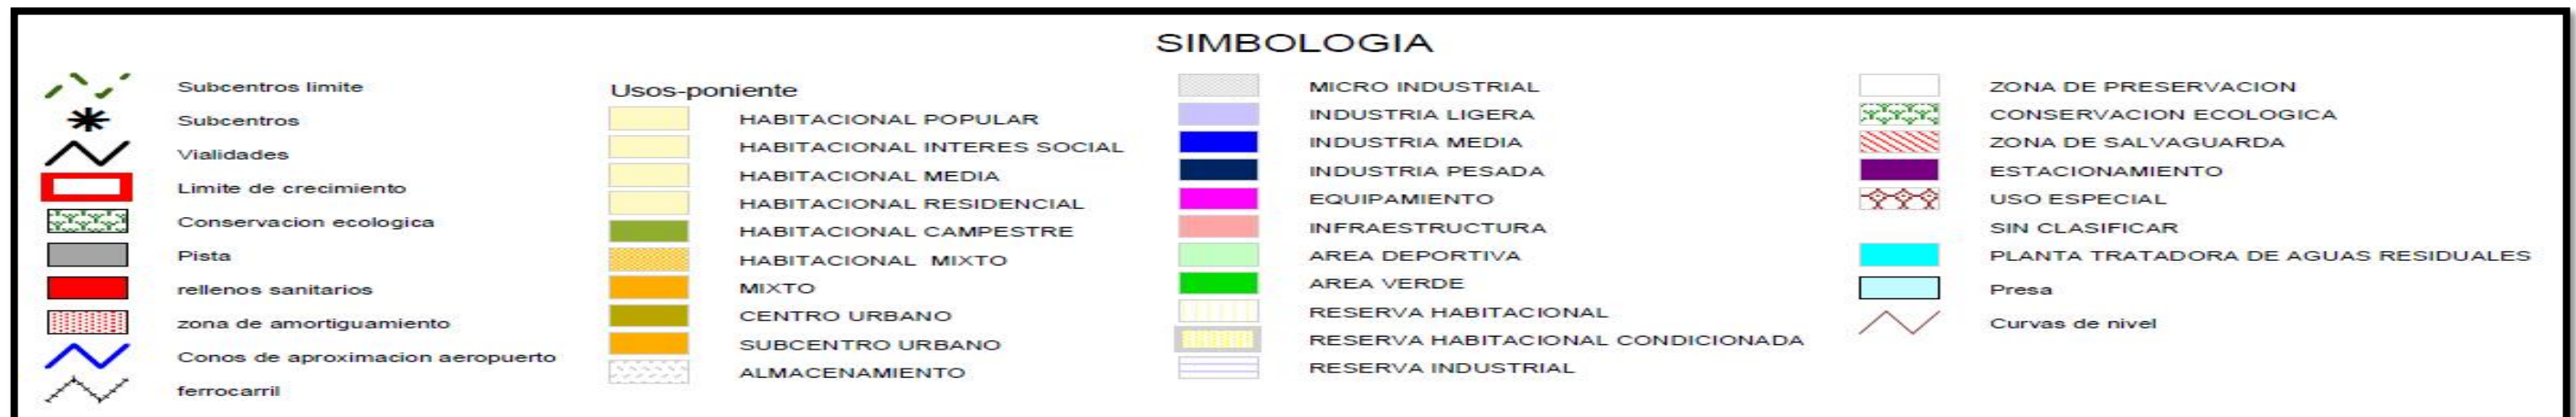 SIMBOLOGIA
Subcentros limite
Subcentros
Vialidades
Limite de crecimiento
Conservacion ecologica
Pista
rellenos sanitarios
zona de amortiguamiento
Conos de aproximacion aeropuerto
ferrocarril
Usos-poniente
HABITACIONAL POPULAR
HABITACIONAL INTERES SOCIAL
HABITACIONAL MEDIA
HABITACIONAL RESIDENCIAL
HABITACIONAL CAMPESTRE
HABITACIONAL MIXTO
MIXTO
CENTRO URBANO
SUBCENTRO URBANO
ALMACENAMIENTO
MICRO INDUSTRIAL
INDUSTRIA LIGERA
INDUSTRIA MEDIA
INDUSTRIA PESADA
EQUIPAMIENTO
INFRAESTRUCTURA
AREA DEPORTIVA
AREA VERDE
RESERVA HABITACIONAL
RESERVA HABITACIONAL CONDICIONADA
RESERVA INDUSTRIAL
ZONA DE PRESERVACION
CONSERVACION ECOLOGICA
ZONA DE SALVAGUARDA
ESTACIONAMIENTO
USO ESPECIAL
SIN CLASIFICAR
PLANTA TRATADORA DE AGUAS RESIDUALES
Presa
Curvas de nivel